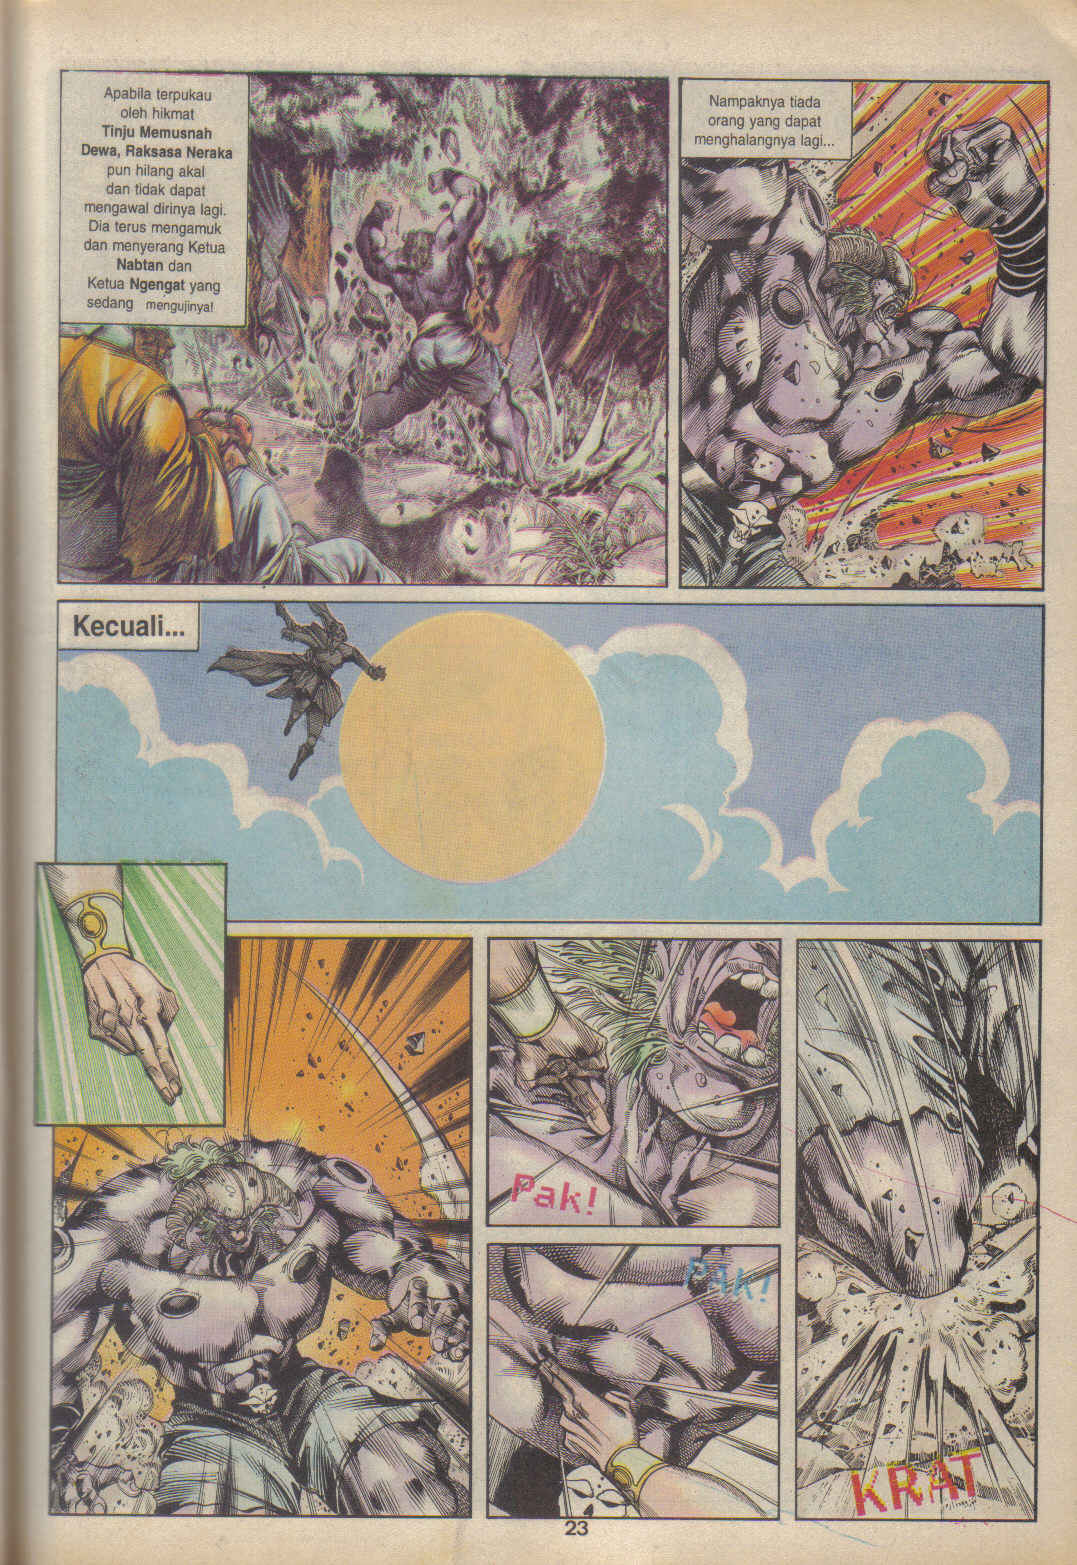 Apabila terpukau
oleh hikmat
Tinju Memusnah
Dewa, Raksasa Neraka
pun hilang akal
dan tidak dapat
mengawal dirinya lagi.
Dia terus mengamuk
dan menyerang Ketua
Nabtan dan
Ketua Ngengat yang
sedang mengujinya!
Nampaknya tiada
orang yang dapat
menghalangnya lagi...
Kecuali...
Pak!
PAK!
KRAT
23